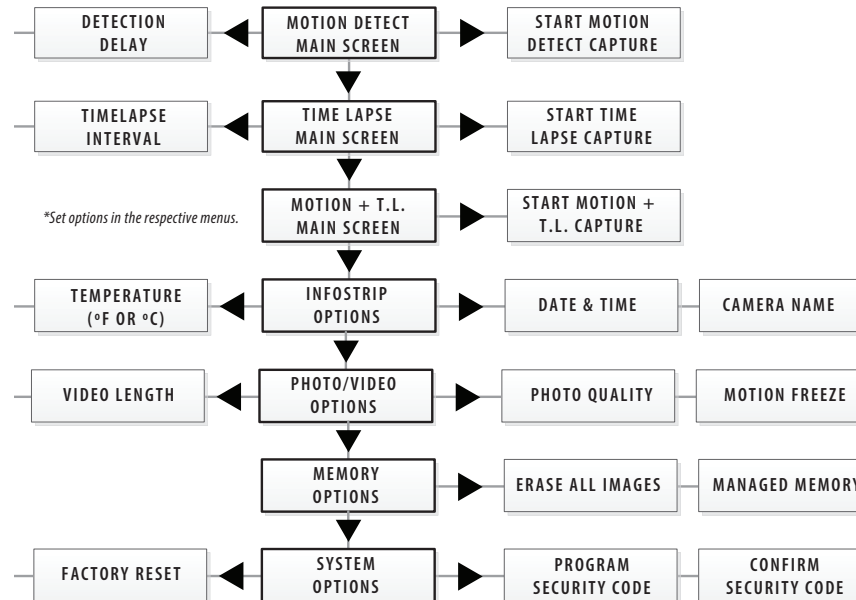 DETECTION
DELAY
MOTION DETECT
MAIN SCREEN
START MOTION
DETECT CAPTURE
TIMELAPSE
INTERVAL
TIME LAPSE
MAIN SCREEN
START TIME
LAPSE CAPTURE
*Set options in the respective menus.
MOTION + T.L.
MAIN SCREEN
START MOTION +
T.L. CAPTURE
TEMPERATURE
(ºF OR ºC)
INFOSTRIP
OPTIONS
DATE & TIME
CAMERA NAME
VIDEO LENGTH
PHOTO/VIDEO
OPTIONS
PHOTO QUALITY
MOTION FREEZE
MEMORY
OPTIONS
ERASE ALL IMAGES
MANAGED MEMORY
FACTORY RESET
SYSTEM
OPTIONS
PROGRAM
SECURITY CODE
CONFIRM
SECURITY CODE